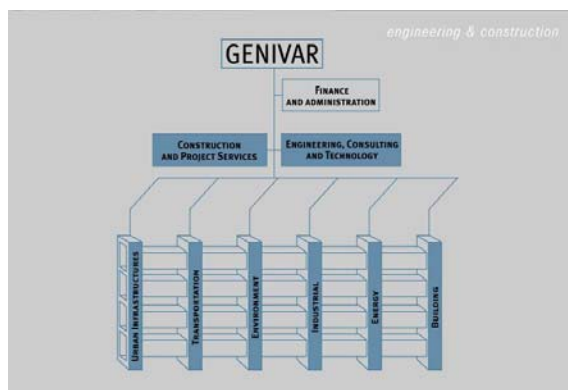 engineering & construction
GENIVAR
FINANCE
AND ADMINISTRATION
CONSTRUCTION
AND PROJECT SERVICES
ENGINEERING, CONSULTING
AND TECHNOLOGY
URBAN INFRASTRUCTURES
TRANSPORTATION
ENVIRONMENT
INDUSTRIAL
ENERGY
BUILDING